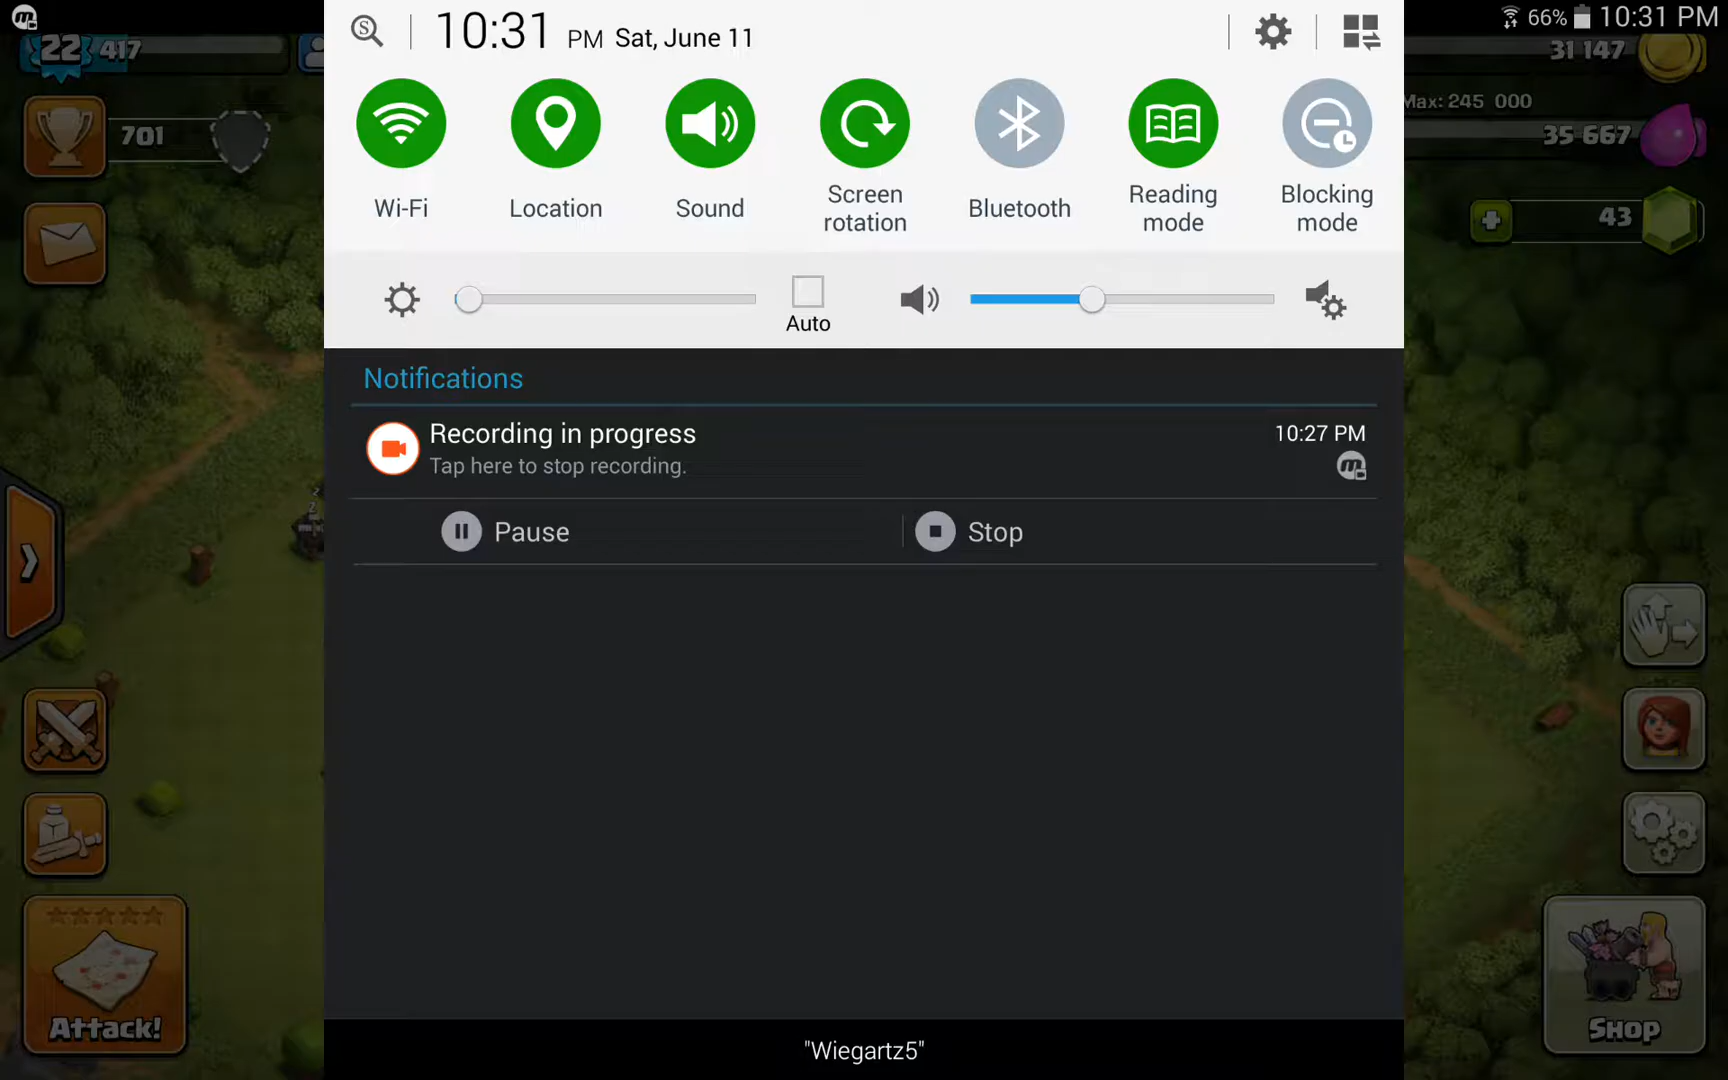 66% 10:31 PM
10:31 PM Sat, June 11
22 417
31 147
Max: 245 000
701
35 667
43
Wi-Fi
Location
Sound
Screen rotation
Bluetooth
Reading mode
Blocking mode
Auto
Notifications
Recording in progress
10:27 PM
Tap here to stop recording.
Pause
Stop
Attack!
Shop
"Wiegartz5"